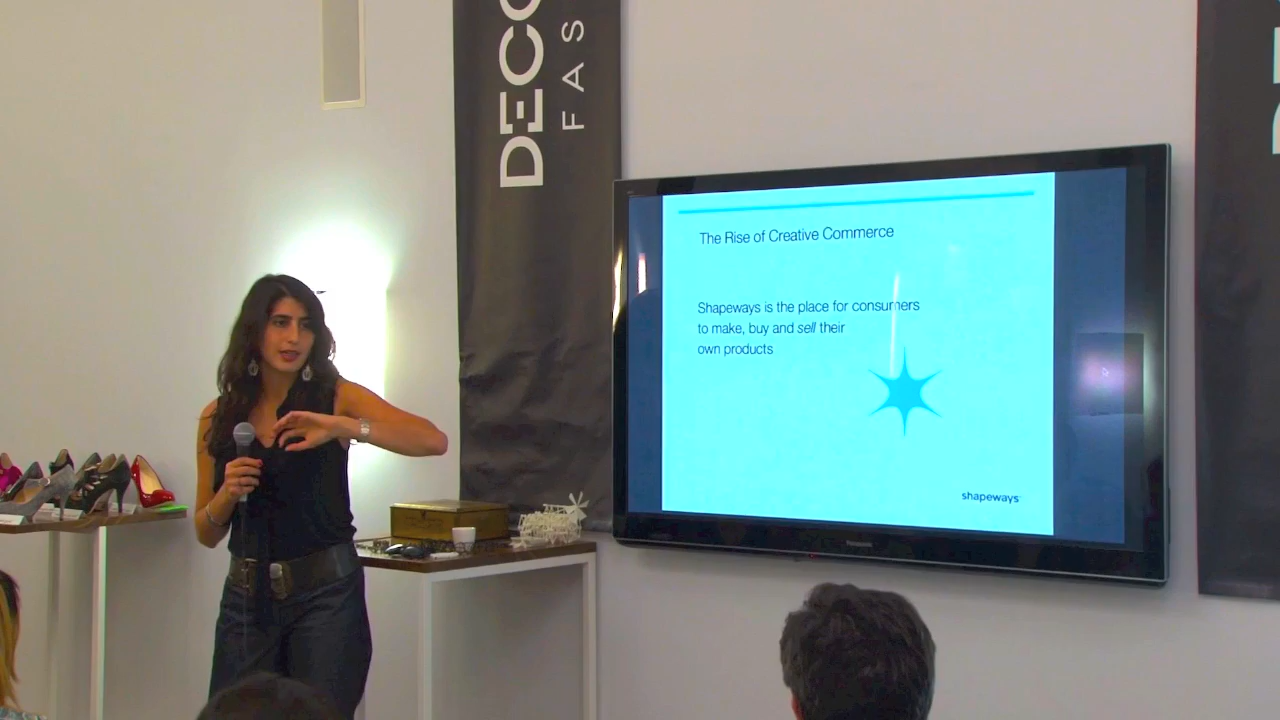 DECO
FAS
The Rise of Creative Commerce
Shapeways is the place for consumers
to make, buy and sell their
own products
shapeways
Panasonic